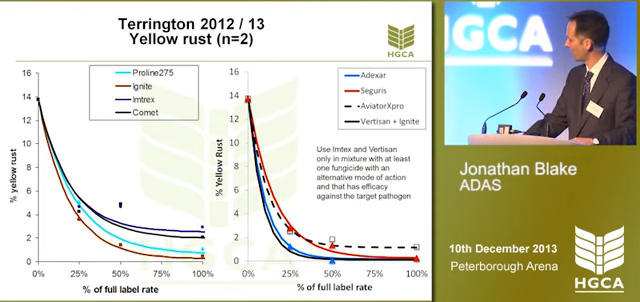 Terrington 2012 / 13
Yellow rust (n=2)
HGCA
Proline275
Ignite
Imtrex
Comet
% yellow rust
16
14
12
10
8
6
4
2
0
0%
25%
50%
75%
100%
% of full label rate
Adexar
Seguris
AviatorXpro
Vertisan + Ignite
Use Imtex and Vertisan
only in mixture with at least
one fungicide with an
alternative mode of action
and that has efficacy
against the target pathogen
% Yellow Rust
16
14
12
10
8
6
4
2
0
0%
25%
50%
75%
100%
% of full label rate
HGCA
HGCA
Jonathan Blake
ADAS
10th December 2013
Peterborough Arena
HGCA